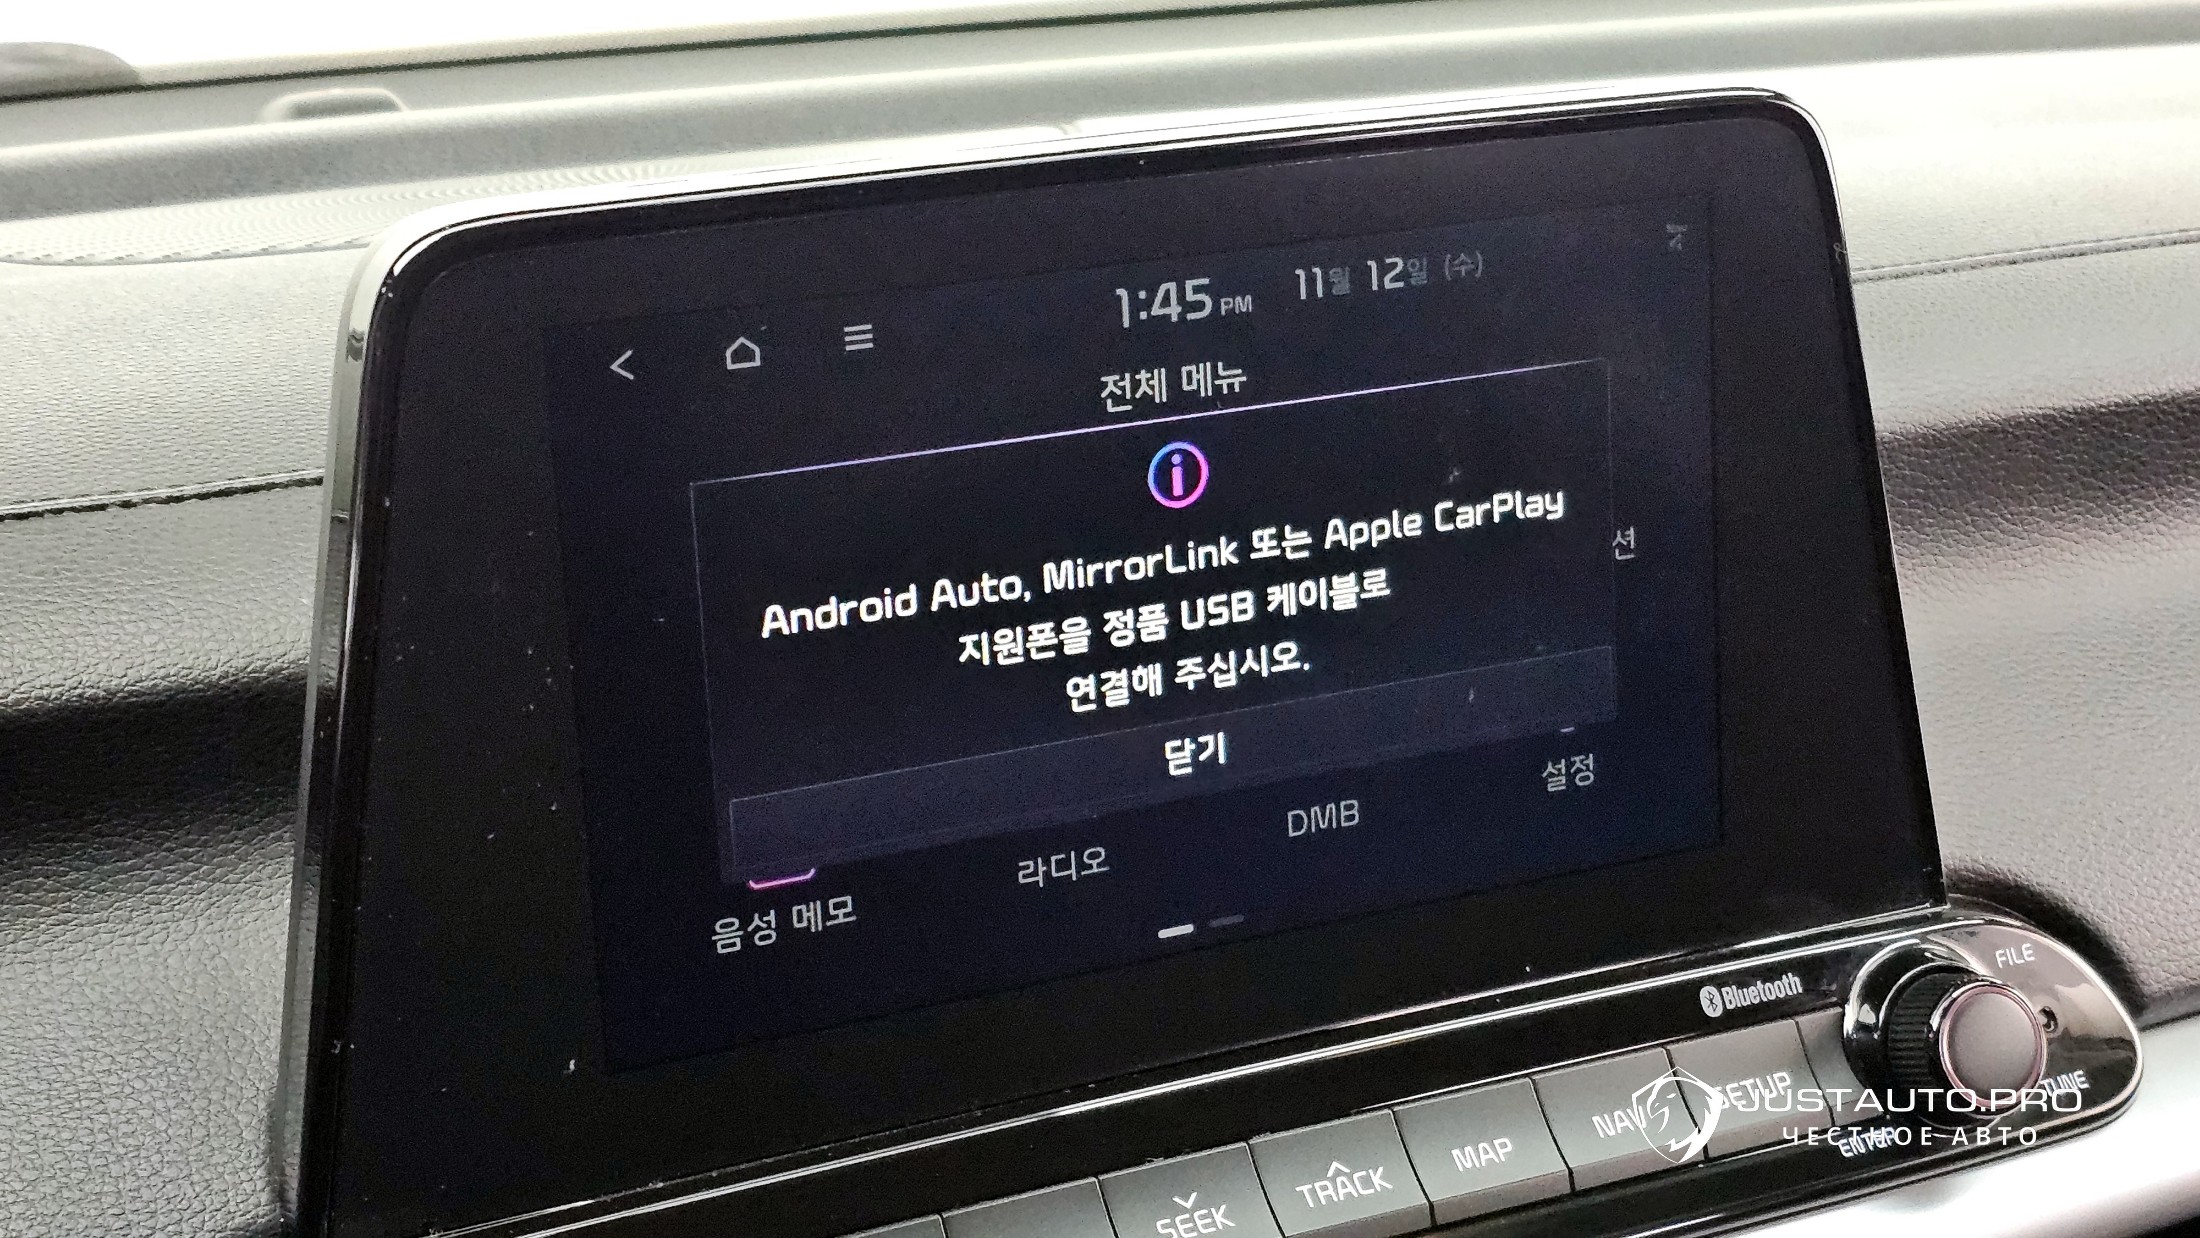 1:45 PM 11월 12일 (수)
전체 메뉴
Android Auto, MirrorLink 또는 Apple CarPlay
지원폰을 정품 USB 케이블로
연결해 주십시오.
닫기
션
음성 메모 라디오 DMB 설정
Bluetooth
FILE
TUNE
ENTER
SEEK TRACK MAP NAV SETUP
JUSTAUTO.PRO
ЧЕСТНОЕ АВТО